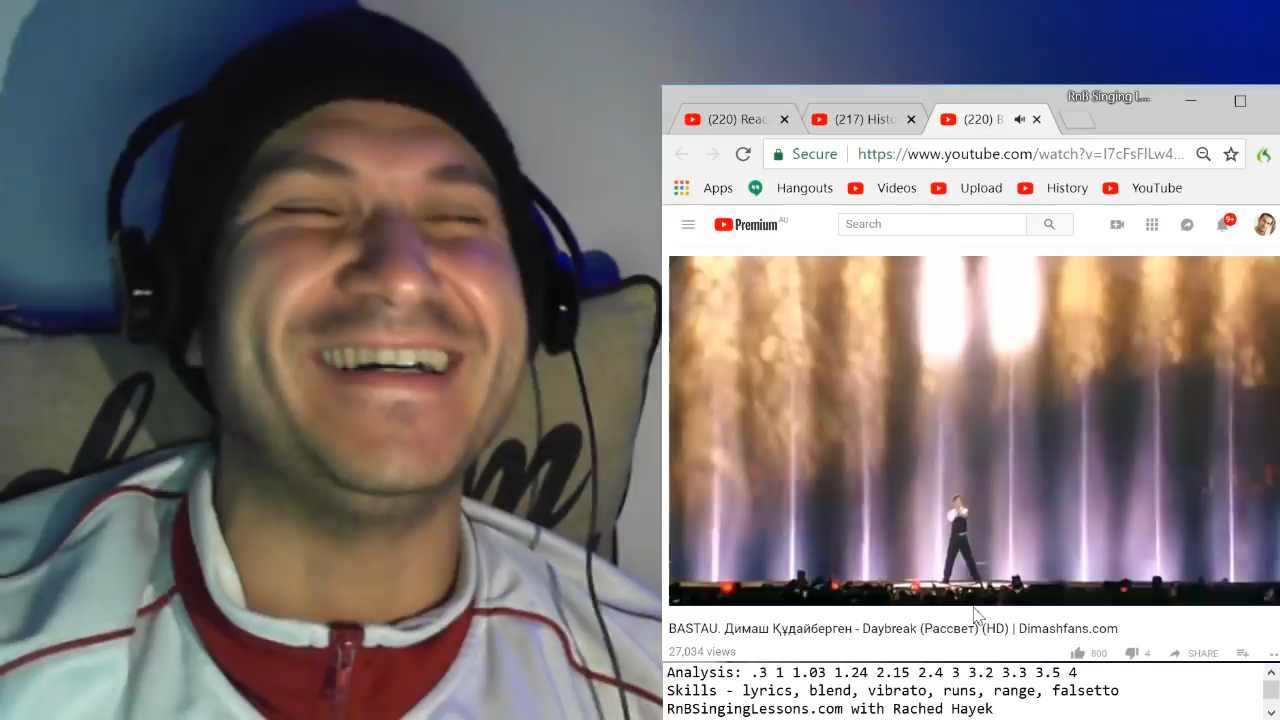 RnB Singing L...
(220) Reac
(217) Histo
(220) B
Secure https://www.youtube.com/watch?v=I7cFsFlLw4...
Apps Hangouts Videos Upload History YouTube
Premium AU
Search
9+
BASTAU. Димаш Құдайберген - Daybreak (Рассвет) (HD) | Dimashfans.com
27,034 views
800 4 SHARE
Analysis: .3 1 1.03 1.24 2.15 2.4 3 3.2 3.3 3.5 4
Skills - lyrics, blend, vibrato, runs, range, falsetto
RnBSingingLessons.com with Rached Hayek